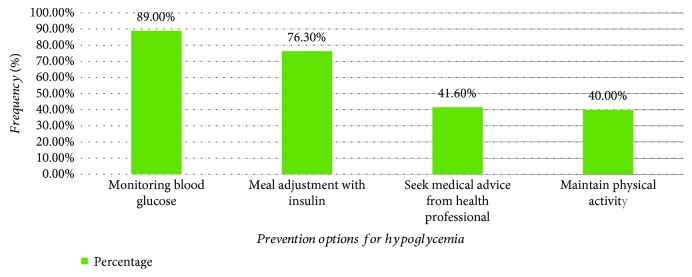 100.00%
90.00%
80.00%
70.00%
60.00%
50.00%
40.00%
30.00%
20.00%
10.00%
0.00%
Frequency (%)
89.00%
76.30%
41.60%
40.00%
Monitoring blood
glucose
Meal adjustment with
insulin
Seek medical advice
from health
professional
Maintain physical
activity
Prevention options for hypoglycemia
Percentage